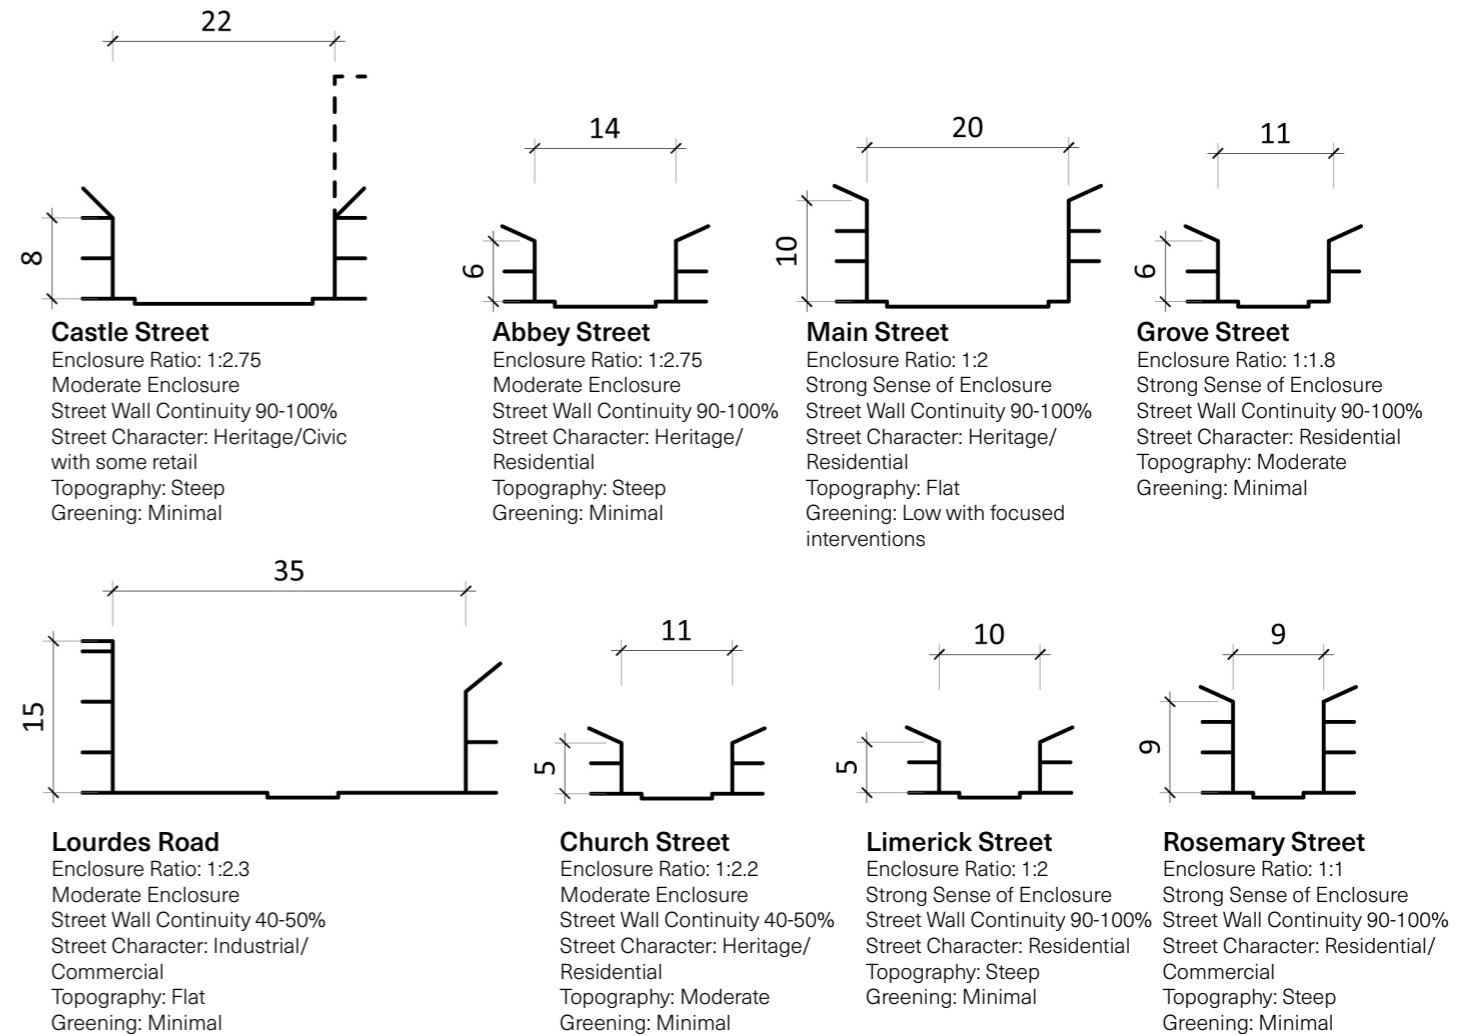 22
8
Castle Street
Enclosure Ratio: 1:2.75
Moderate Enclosure
Street Wall Continuity 90-100%
Street Character: Heritage/Civic
with some retail
Topography: Steep
Greening: Minimal
14
6
Abbey Street
Enclosure Ratio: 1:2.75
Moderate Enclosure
Street Wall Continuity 90-100%
Street Character: Heritage/
Residential
Topography: Steep
Greening: Minimal
20
10
Main Street
Enclosure Ratio: 1:2
Strong Sense of Enclosure
Street Wall Continuity 90-100%
Street Character: Heritage/
Residential
Topography: Flat
Greening: Low with focused
interventions
11
6
Grove Street
Enclosure Ratio: 1:1.8
Strong Sense of Enclosure
Street Wall Continuity 90-100%
Street Character: Residential
Topography: Moderate
Greening: Minimal
35
15
Lourdes Road
Enclosure Ratio: 1:2.3
Moderate Enclosure
Street Wall Continuity 40-50%
Street Character: Industrial/
Commercial
Topography: Flat
Greening: Minimal
11
5
Church Street
Enclosure Ratio: 1:2.2
Moderate Enclosure
Street Wall Continuity 40-50%
Street Character: Heritage/
Residential
Topography: Moderate
Greening: Minimal
10
5
Limerick Street
Enclosure Ratio: 1:2
Strong Sense of Enclosure
Street Wall Continuity 90-100%
Street Character: Residential
Topography: Steep
Greening: Minimal
9
9
Rosemary Street
Enclosure Ratio: 1:1
Strong Sense of Enclosure
Street Wall Continuity 90-100%
Street Character: Residential/
Commercial
Topography: Steep
Greening: Minimal